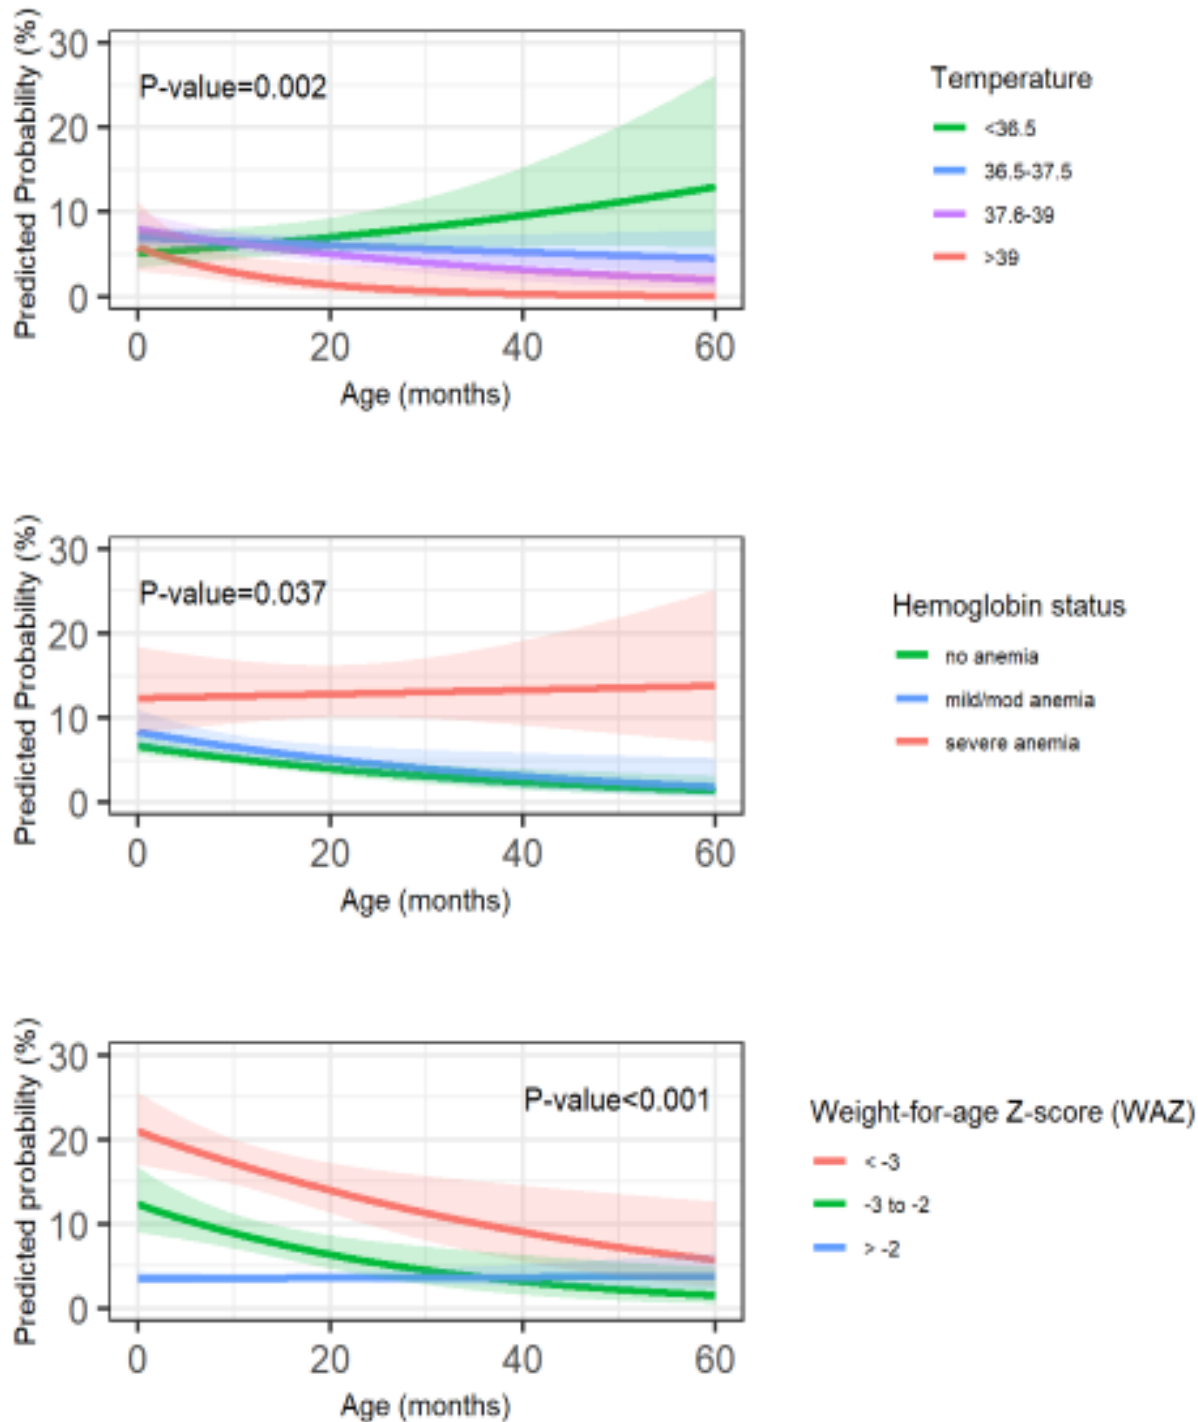 Predicted Probability (%)
30
20
10
0
P-value=0.002
0 20 40 60
Age (months)
Temperature
<36.5
36.5-37.5
37.6-39
>39
Predicted Probability (%)
30
20
10
0
P-value=0.037
0 20 40 60
Age (months)
Hemoglobin status
no anemia
mild/mod anemia
severe anemia
Predicted probability (%)
30
20
10
0
P-value<0.001
0 20 40 60
Age (months)
Weight-for-age Z-score (WAZ)
< -3
-3 to -2
> -2